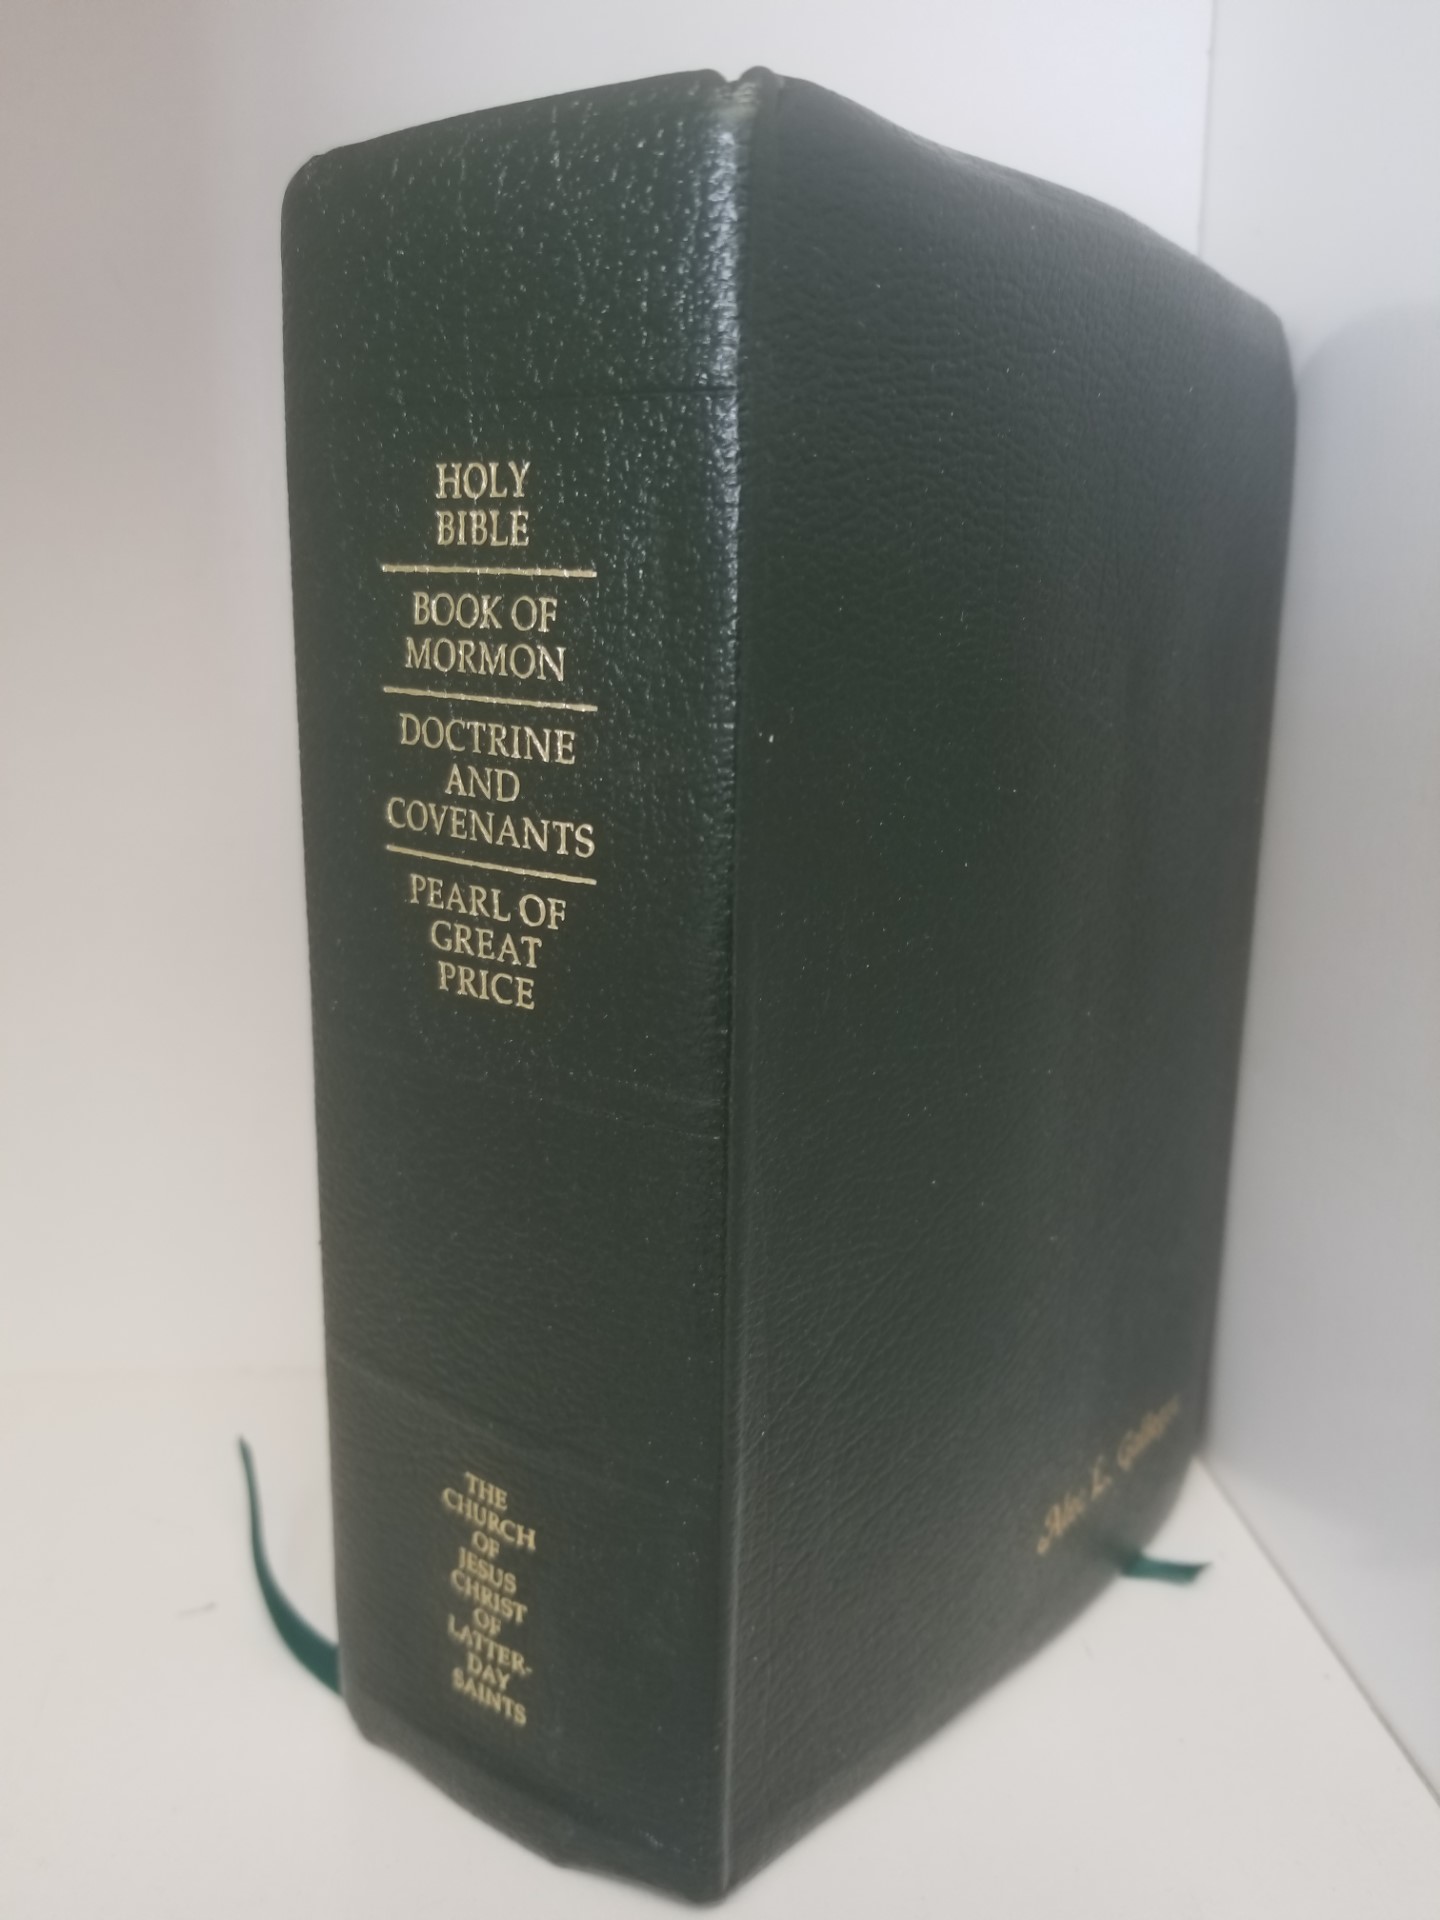 HOLY
BIBLE
BOOK OF
MORMON
DOCTRINE
AND
COVENANTS
PEARL OF
GREAT
PRICE
THE
CHURCH
OF
JESUS
CHRIST
OF
LATTER-
DAY
SAINTS
Alec L.